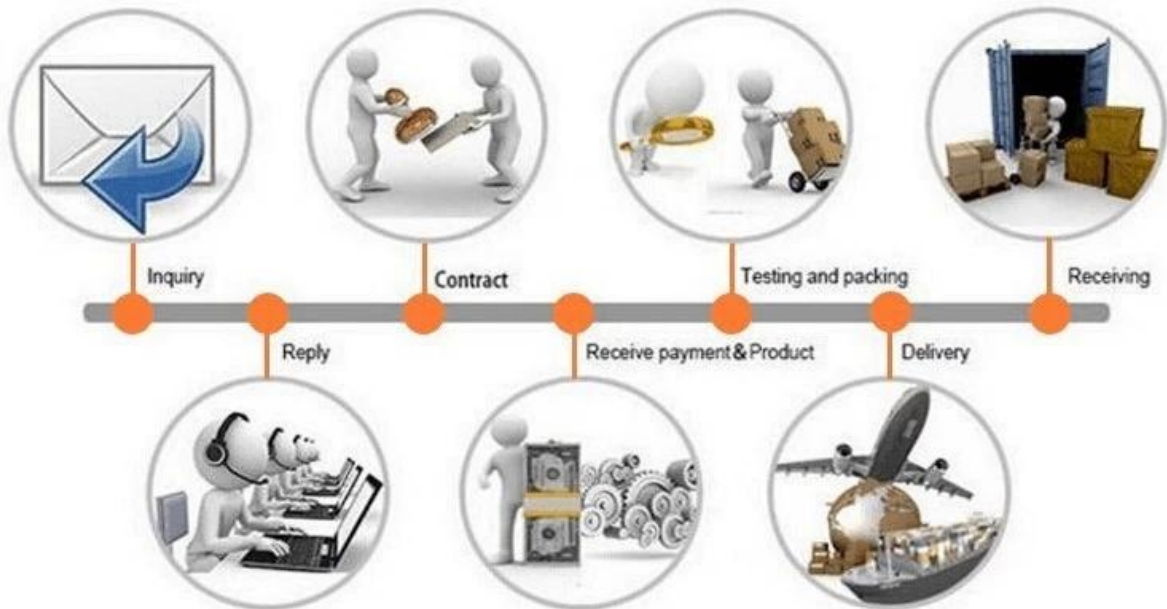 Inquiry
Contract
Testing and packing
Receiving
Reply
Receive payment&Product
Delivery